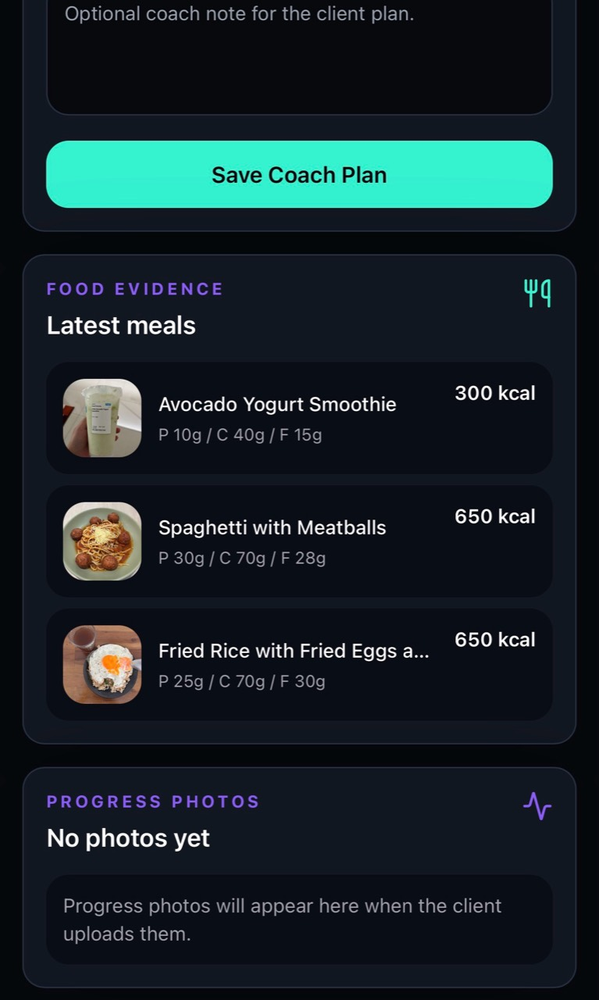 Optional coach note for the client plan.
Save Coach Plan
FOOD EVIDENCE
Latest meals
Avocado Yogurt Smoothie
300 kcal
P 10g / C 40g / F 15g
Spaghetti with Meatballs
650 kcal
P 30g / C 70g / F 28g
Fried Rice with Fried Eggs a...
650 kcal
P 25g / C 70g / F 30g
PROGRESS PHOTOS
No photos yet
Progress photos will appear here when the client
uploads them.